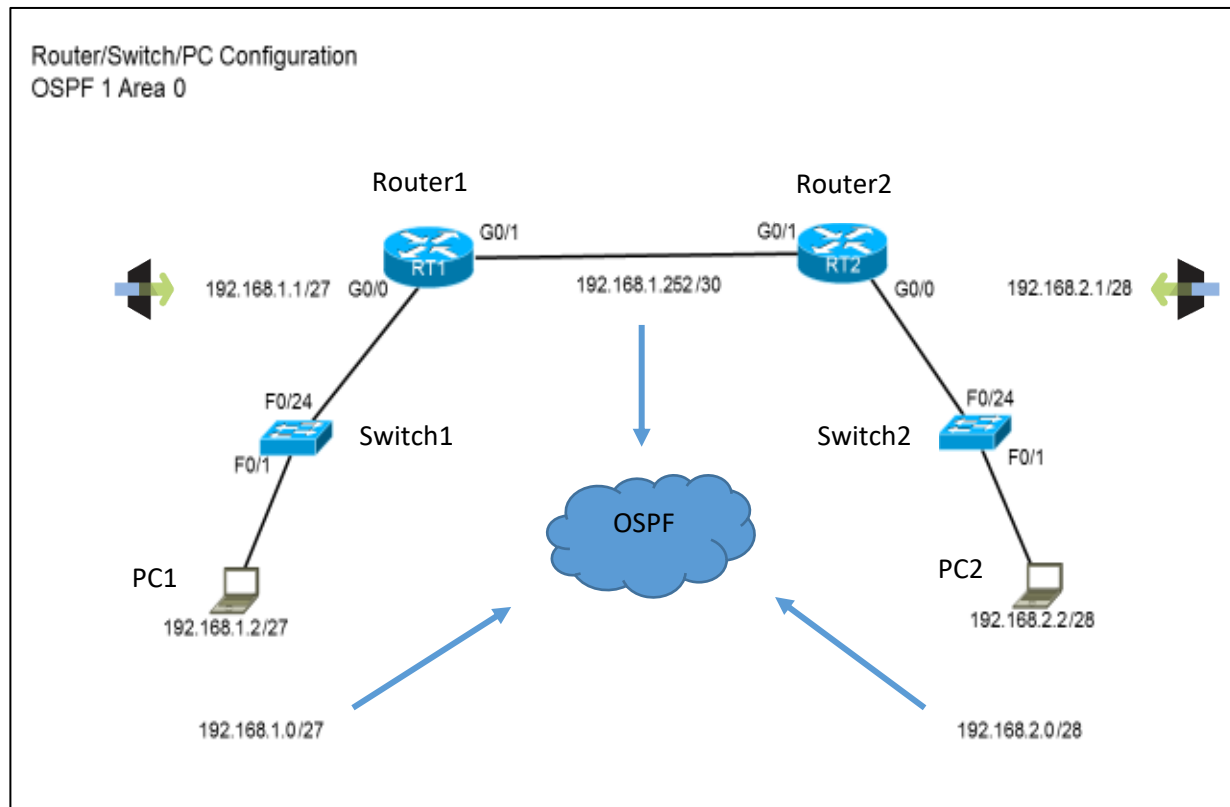 Router/Switch/PC Configuration
OSPF 1 Area 0
Router1
Router2
G0/1
G0/1
RT1
RT2
192.168.1.1/27
G0/0
192.168.1.252/30
G0/0
192.168.2.1/28
F0/24
F0/24
Switch1
Switch2
F0/1
F0/1
OSPF
PC1
PC2
192.168.1.2/27
192.168.2.2/28
192.168.1.0/27
192.168.2.0/28